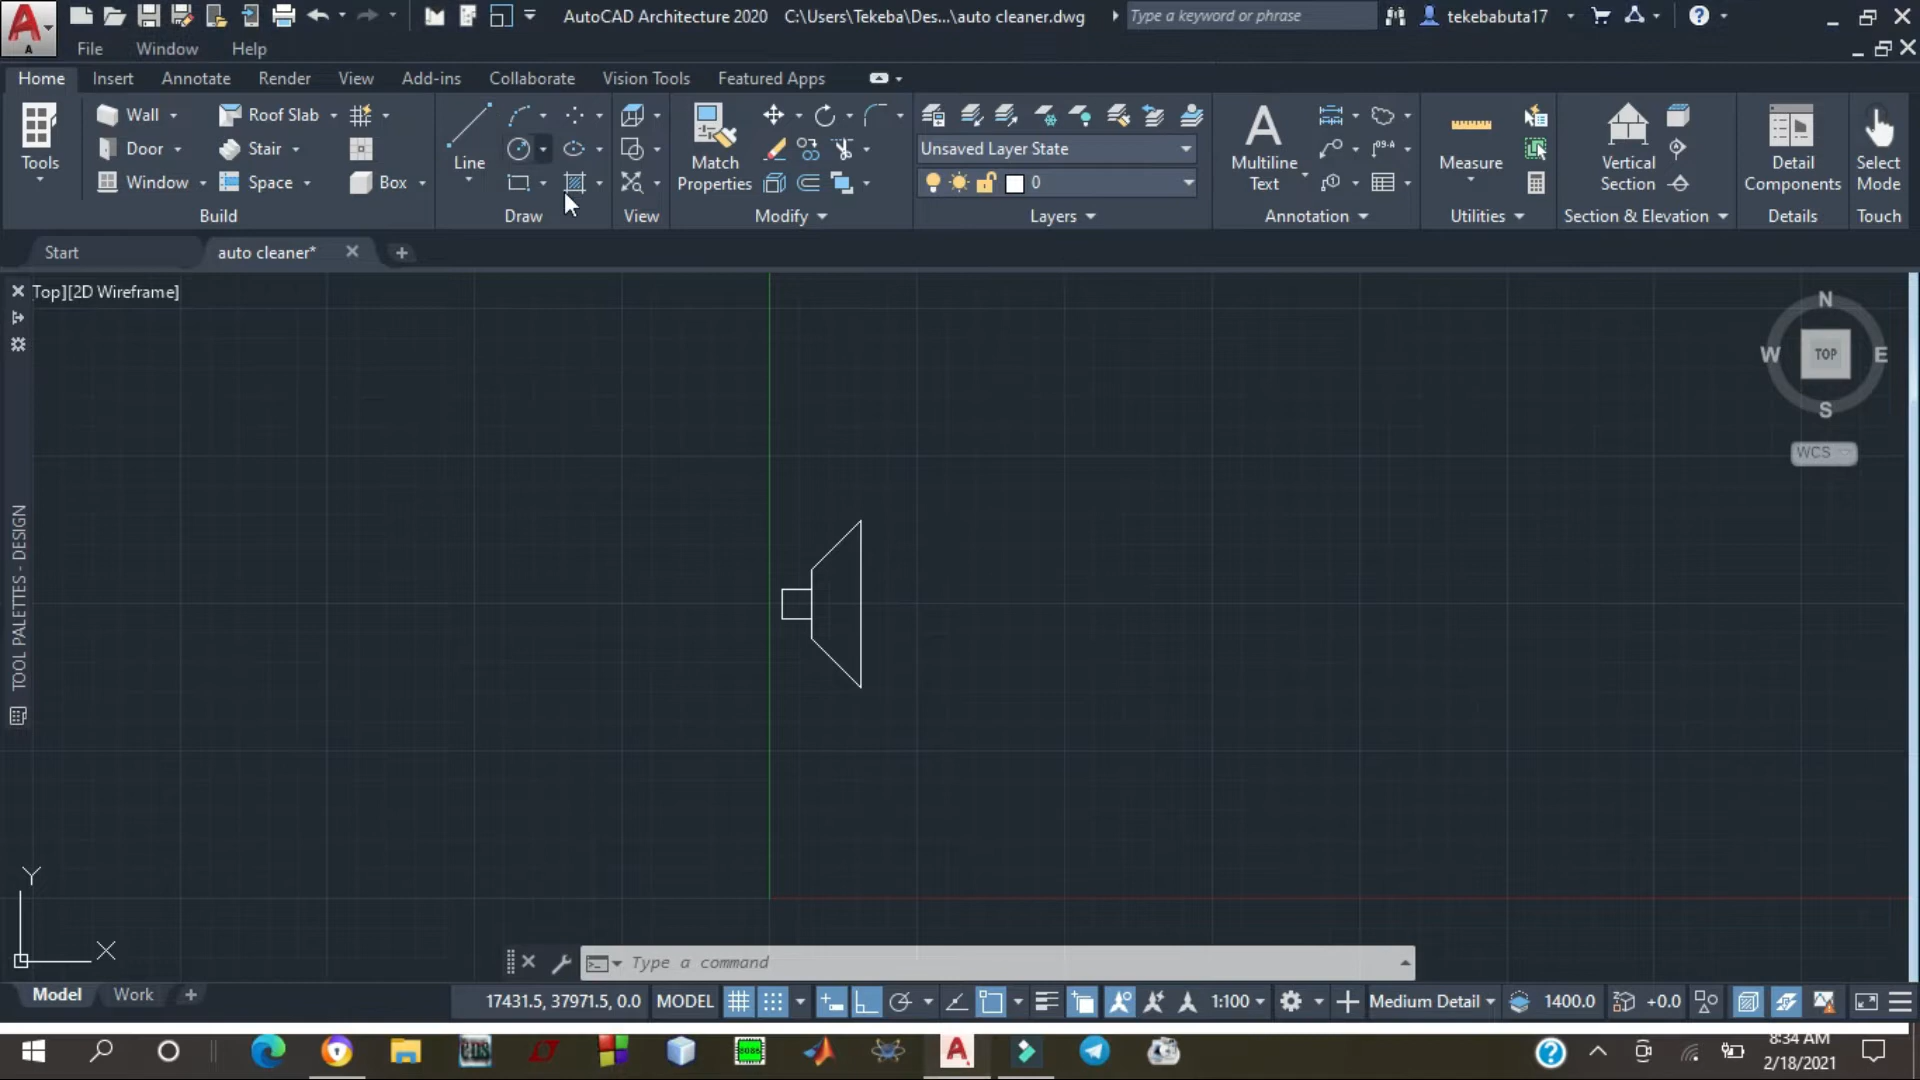 AutoCAD Architecture 2020 C:\Users\Tekeba\Des...\auto cleaner.dwg
Type a keyword or phrase
tekebabuta17
File Window Help
Home Insert Annotate Render View Add-ins Collaborate Vision Tools Featured Apps
Tools
Wall
Door
Window
Roof Slab
Stair
Space
Box
Build
Line
Draw
View
Match
Properties
Modify
Unsaved Layer State
0
Layers
Multiline
Text
Annotation
Measure
Utilities
Vertical
Section
Section & Elevation
Detail
Components
Details
Select
Mode
Touch
Start
auto cleaner*
Top][2D Wireframe]
N
W
TOP
E
S
WCS
TOOL PALETTES - DESIGN
Y
X
Type a command
Model Work
17431.5, 37971.5, 0.0 MODEL
1:100
Medium Detail
1400.0
+0.0
8:34 AM
2/18/2021